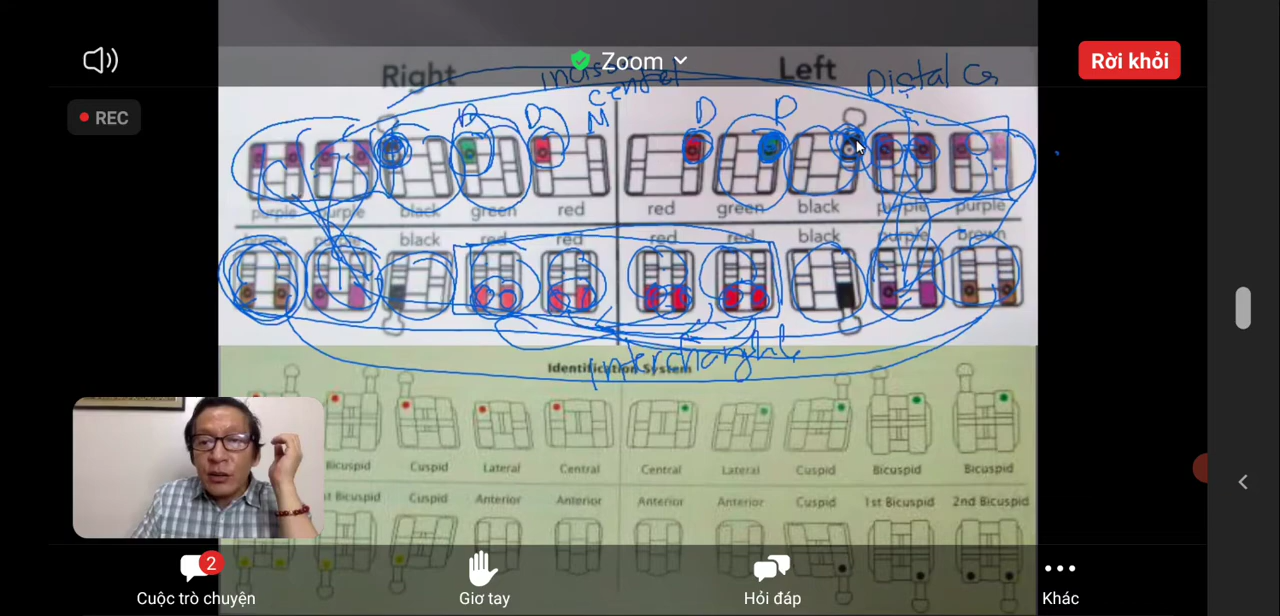 Zoom
Rời khỏi
REC
Right
Left
central
Distal
D
D
M
D
D
purple
purple
black
green
red
red
green
black
purple
purple
brown
purple
black
red
red
red
red
black
purple
brown
Identification System
Bicuspid
Cuspid
Lateral
Central
Central
Lateral
Cuspid
Bicuspid
Bicuspid
st Bicuspid
Cuspid
Anterior
Anterior
Anterior
Anterior
Cuspid
1st Bicuspid
2nd Bicuspid
2
Cuộc trò chuyện
Giơ tay
Hỏi đáp
Khác